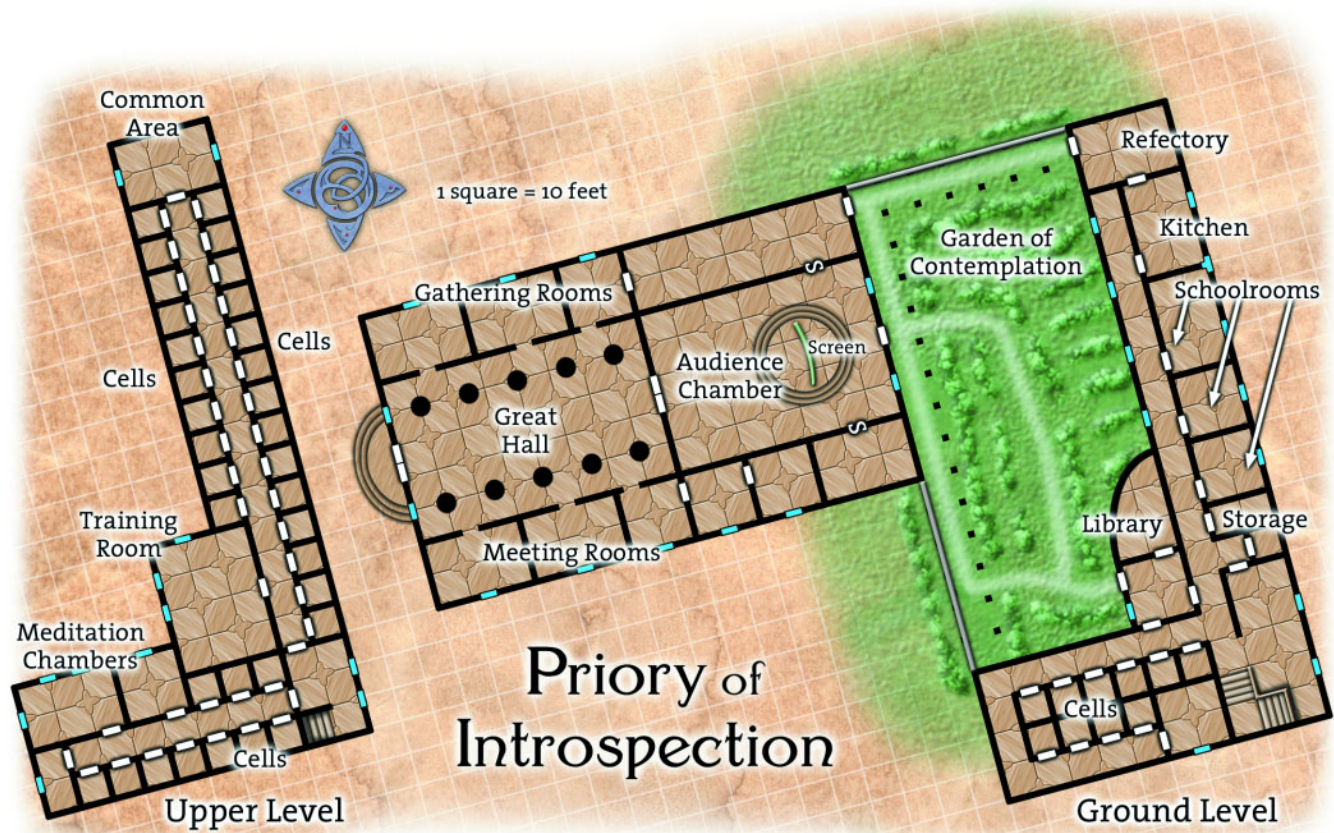 Common
Area
N
1 square = 10 feet
Refectory
Kitchen
Garden of
Contemplation
Schoolrooms
Gathering Rooms
S
Cells
Screen
Audience
Chamber
Cells
Great
Hall
S
Training
Room
Library
Storage
Meeting Rooms
Meditation
Chambers
Priory of
Introspection
Cells
Cells
Upper Level
Ground Level